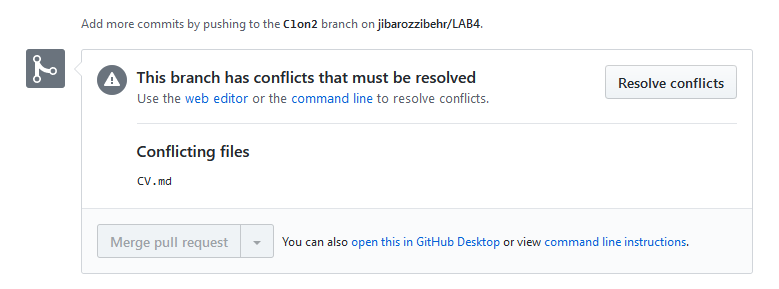 Add more commits by pushing to the Clon2 branch on jibarozzibehr/LAB4.
This branch has conflicts that must be resolved
Use the web editor or the command line to resolve conflicts.
Resolve conflicts
Conflicting files
CV.md
Merge pull request
You can also open this in GitHub Desktop or view command line instructions.